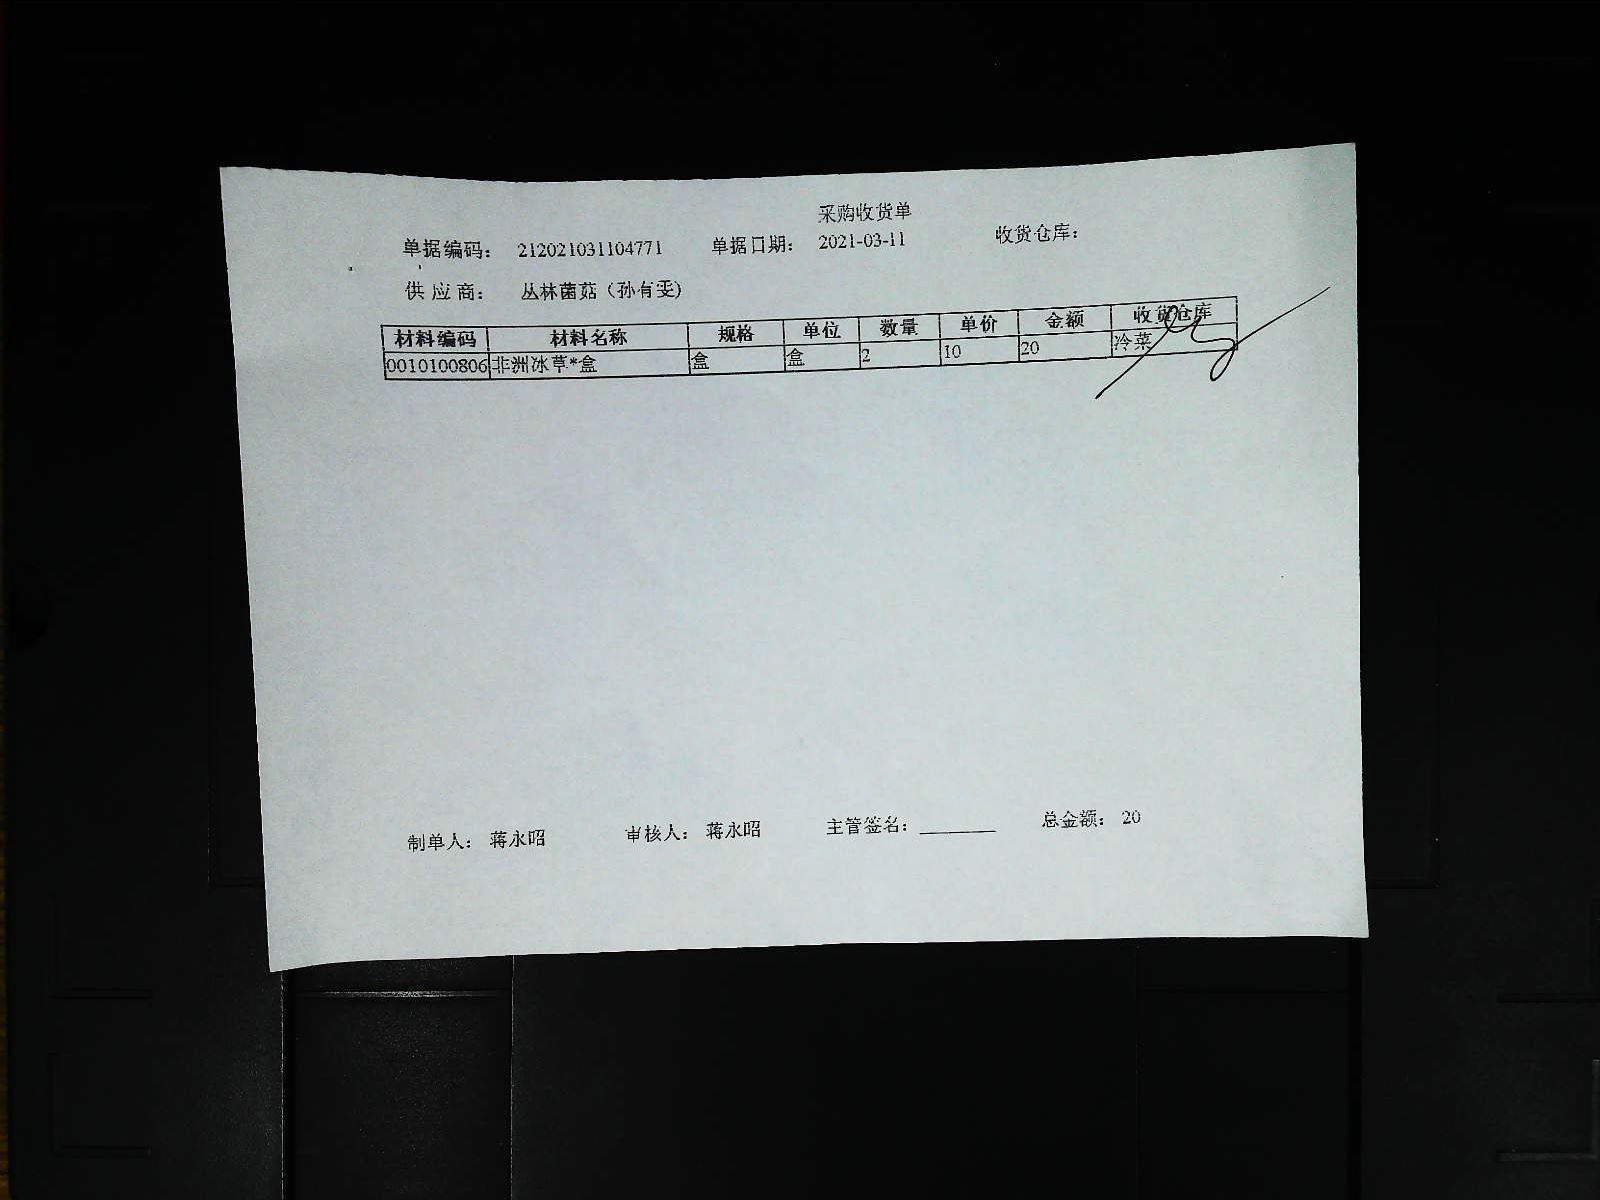 采购收货单
单据编码： 212021031104771 单据日期： 2021-03-11 收货仓库：
供 应 商： 丛林菌菇（孙有雯）
材料编码 材料名称 规格 单位 数量 单价 金额 收货仓库
0010100806 非洲冰草*盒 盒 盒 2 10 20 冷菜
制单人： 蒋永昭 审核人： 蒋永昭 主管签名： ________ 总金额： 20